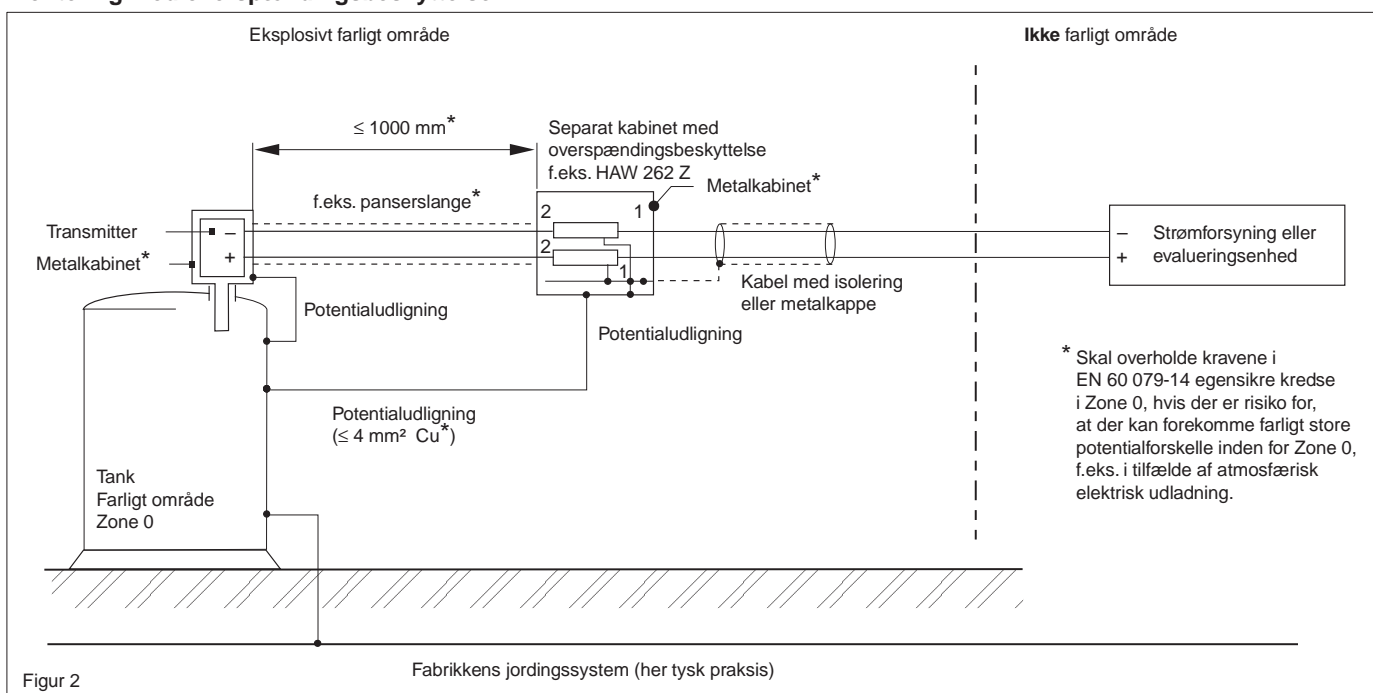 Eksplosivt farligt område
Ikke farligt område
≤ 1000 mm*
Separat kabinet med
overspændingsbeskyttelse
f.eks. HAW 262 Z
Metalkabinet*
f.eks. panserslange*
2
1
Transmitter
–
–
Strømforsyning eller
2
Metalkabinet*
+
+
evalueringsenhed
1
Kabel med isolering
eller metalkappe
Potentialudligning
Potentialudligning
* Skal overholde kravene i
EN 60 079-14 egensikre kredse
i Zone 0, hvis der er risiko for,
at der kan forekomme farligt store
potentialforskelle inden for Zone 0,
f.eks. i tilfælde af atmosfærisk
elektrisk udladning.
Potentialudligning
(≤ 4 mm² Cu*)
Tank
Farligt område
Zone 0
Fabrikkens jordingssystem (her tysk praksis)
Figur 2